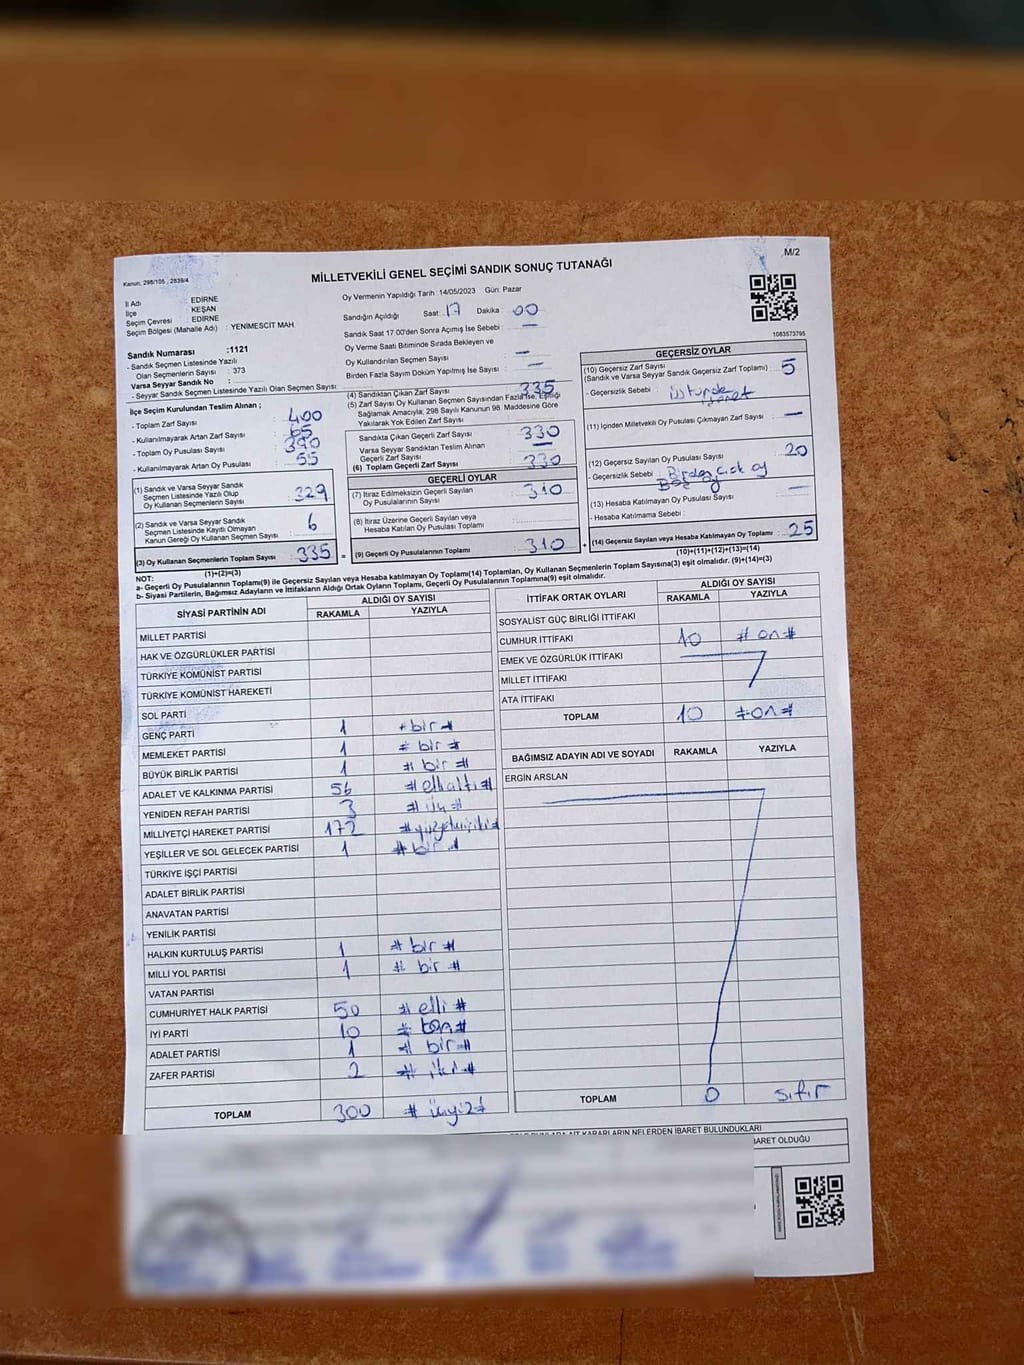 M/2
Kanun: 298/105 , 2839/4
MİLLETVEKİLİ GENEL SEÇİMİ SANDIK SONUÇ TUTANAĞI
İl Adı : EDİRNE
İlçe : KEŞAN
Seçim Çevresi : EDİRNE
Seçim Bölgesi (Mahalle Adı) : YENİMESCİT MAH.
Sandık Numarası :1121
- Sandık Seçmen Listesinde Yazılı
Olan Seçmenlerin Sayısı : 373
Varsa Seyyar Sandık No :
- Seyyar Sandık Seçmen Listesinde Yazılı Olan Seçmen Sayısı:
İlçe Seçim Kurulundan Teslim Alınan ;
- Toplam Zarf Sayısı : 400
- Kullanılmayarak Artan Zarf Sayısı : 65
- Toplam Oy Pusulası Sayısı : 390
- Kullanılmayarak Artan Oy Pusulası : 55
(1) Sandık ve Varsa Seyyar Sandık
Seçmen Listesinde Yazılı Olup
Oy Kullanan Seçmenlerin Sayısı : 329
(2) Sandık ve Varsa Seyyar Sandık
Seçmen Listesinde Kayıtlı Olmayan
Kanun Gereği Oy Kullanan Seçmen Sayısı : 6
(3) Oy Kullanan Seçmenlerin Toplam Sayısı : 335
(1)+(2)=(3)
Oy Vermenin Yapıldığı Tarih : 14/05/2023 Gün: Pazar
Sandığın Açıldığı Saat : 17 Dakika : 00
Sandık Saat 17:00'den Sonra Açımış İse Sebebi : —
Oy Verme Saati Bitiminde Sırada Bekleyen ve
Oy Kullandırılan Seçmen Sayısı : —
Birden Fazla Sayım Doküm Yapılmış İse Sayısı : —
(4) Sandıktan Çıkan Zarf Sayısı : 335
(5) Zarf Sayısı Oy Kullanan Seçmen Sayısından Fazla İse, Eşitliği
Sağlamak Amacıyla, 298 Sayılı Kanunun 98. Maddesine Göre
Yakılarak Yok Edilen Zarf Sayısı :
Sandıkta Çıkan Geçerli Zarf Sayısı : 330
Varsa Seyyar Sandıktan Teslim Alınan
Geçerli Zarf Sayısı : —
(6) Toplam Geçerli Zarf Sayısı : 330
GEÇERLİ OYLAR
(7) İtiraz Edilmeksizin Geçerli Sayılan
Oy Pusulalarının Sayısı : 310
(8) İtiraz Üzerine Geçerli Sayılan veya
Hesaba Katılan Oy Pusulası Toplamı :
(9) Geçerli Oy Pusulalarının Toplamı : 310
1083573795
GEÇERSİZ OYLAR
(10) Geçersiz Zarf Sayısı
(Sandık ve Varsa Seyyar Sandık Geçersiz Zarf Toplamı) : 5
- Geçersizlik Sebebi : üstünde
işaret
(11) İçinden Milletvekili Oy Pusulası Çıkmayan Zarf Sayısı : —
(12) Geçersiz Sayılan Oy Pusulası Sayısı : 20
- Geçersizlik Sebebi : Birden çok oy
Boş oy
(13) Hesaba Katılmayan Oy Pusulası Sayısı : —
- Hesaba Katılmama Sebebi :
(14) Geçersiz Sayılan veya Hesaba Katılmayan Oy Toplamı : 25
(10)+(11)+(12)+(13)=(14)
NOT:
a- Geçerli Oy Pusulalarının Toplamı(9) ile Geçersiz Sayılan veya Hesaba katılmayan Oy Toplamı(14) Toplamları, Oy Kullanan Seçmenlerin Toplam Sayısına(3) eşit olmalıdır. (9)+(14)=(3)
b- Siyasi Partilerin, Bağımsız Adayların ve İttifakların Aldığı Ortak Oyların Toplamı, Geçerli Oy Pusulalarının Toplamına(9) eşit olmalıdır.
SİYASİ PARTİNİN ADI ALDIĞI OY SAYISI
RAKAMLA YAZIYLA
MİLLET PARTİSİ
HAK VE ÖZGÜRLÜKLER PARTİSİ
TÜRKİYE KOMÜNİST PARTİSİ
TÜRKİYE KOMÜNİST HAREKETİ
SOL PARTİ
GENÇ PARTİ 1 # bir #
MEMLEKET PARTİSİ 1 # bir #
BÜYÜK BİRLİK PARTİSİ 1 # bir #
ADALET VE KALKINMA PARTİSİ 56 # ellialtı #
YENİDEN REFAH PARTİSİ 3 # üç #
MİLLİYETÇİ HAREKET PARTİSİ 172 # yüzyetmişiki #
YEŞİLLER VE SOL GELECEK PARTİSİ 1 # bir #
TÜRKİYE İŞÇİ PARTİSİ
ADALET BİRLİK PARTİSİ
ANAVATAN PARTİSİ
YENİLİK PARTİSİ
HALKIN KURTULUŞ PARTİSİ 1 # bir #
MİLLİ YOL PARTİSİ 1 # bir #
VATAN PARTİSİ
CUMHURİYET HALK PARTİSİ 50 # elli #
İYİ PARTİ 10 # on #
ADALET PARTİSİ 1 # bir #
ZAFER PARTİSİ 2 # iki #
TOPLAM 300 # üçyüz #
İTTİFAK ORTAK OYLARI ALDIĞI OY SAYISI
RAKAMLA YAZIYLA
SOSYALİST GÜÇ BİRLİĞİ İTTİFAKI
CUMHUR İTTİFAKI 10 # on #
EMEK VE ÖZGÜRLÜK İTTİFAKI
MİLLET İTTİFAKI
ATA İTTİFAKI
TOPLAM 10 # on #
BAĞIMSIZ ADAYIN ADI VE SOYADI RAKAMLA YAZIYLA
ERGİN ARSLAN
TOPLAM 0 sıfır
KARARLARIN NELERDEN İBARET BULUNDUKLARI
İBARET OLDUĞU